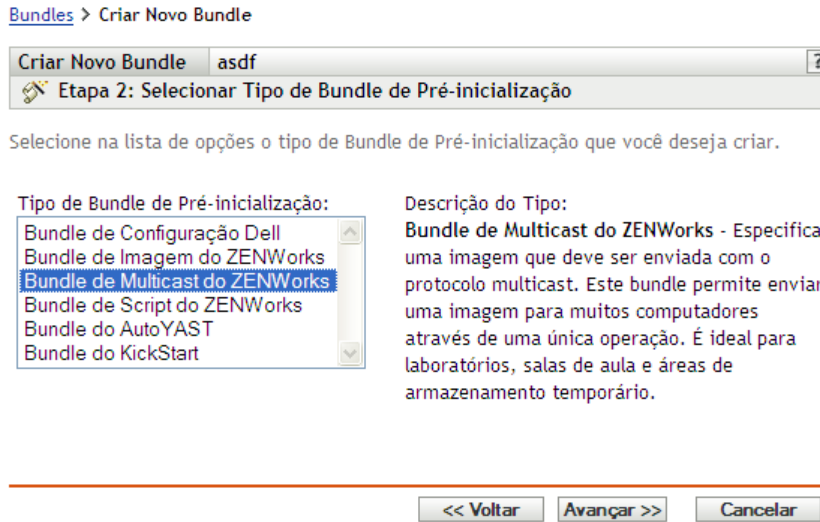 Bundles > Criar Novo Bundle
Criar Novo Bundle asdf ?
Etapa 2: Selecionar Tipo de Bundle de Pré-inicialização
Selecione na lista de opções o tipo de Bundle de Pré-inicialização que você deseja criar.
Tipo de Bundle de Pré-inicialização:
Bundle de Configuração Dell
Bundle de Imagem do ZENWorks
Bundle de Multicast do ZENWorks
Bundle de Script do ZENWorks
Bundle do AutoYAST
Bundle do KickStart
Descrição do Tipo:
Bundle de Multicast do ZENWorks - Especifica
uma imagem que deve ser enviada com o
protocolo multicast. Este bundle permite enviar
uma imagem para muitos computadores
através de uma única operação. É ideal para
laboratórios, salas de aula e áreas de
armazenamento temporário.
<< Voltar Avançar >> Cancelar